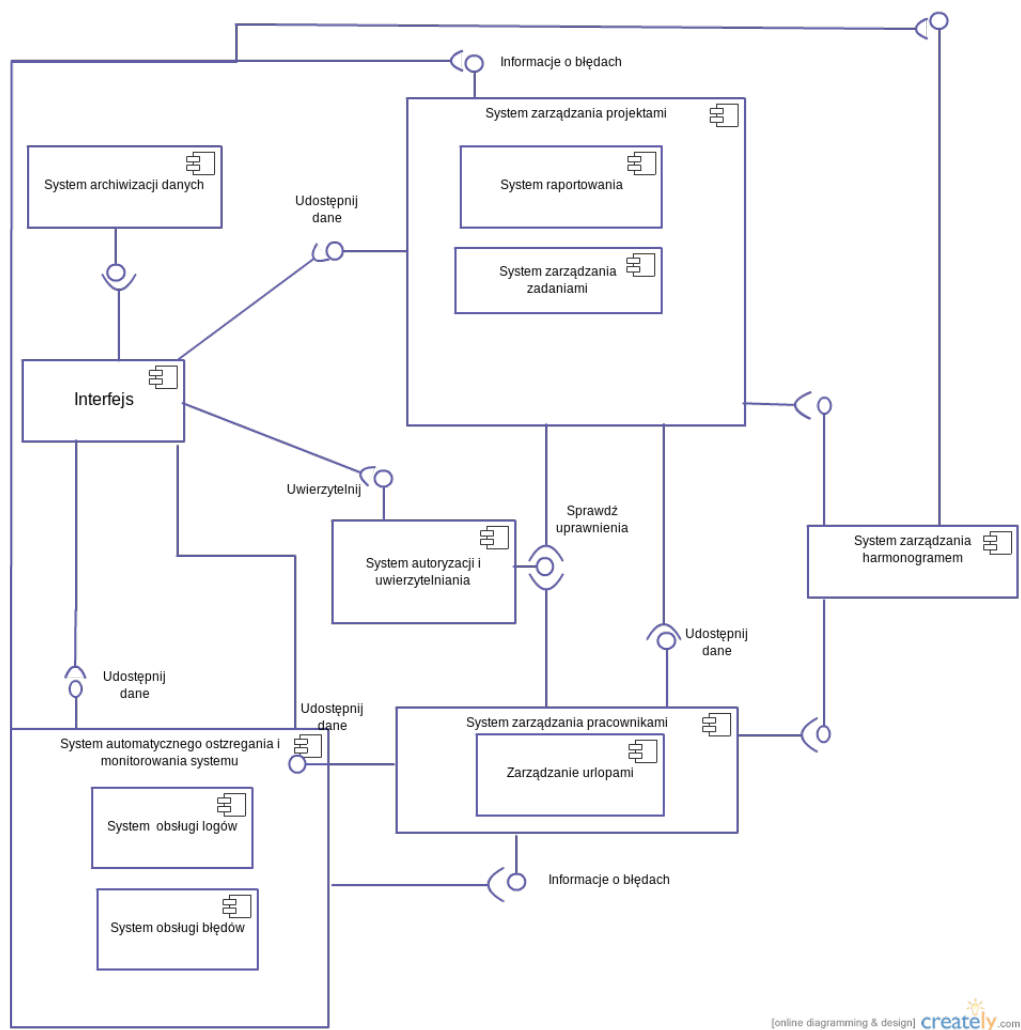 Informacje o błędach
System zarządzania projektami
System archiwizacji danych
System raportowania
Udostępnij
dane
System zarządzania
zadaniami
Interfejs
Uwierzytelnij
Sprawdź
uprawnienia
System autoryzacji i
uwierzytelniania
System zarządzania
harmonogramem
Udostępnij
dane
Udostępnij
dane
Udostępnij
dane
System zarządzania pracownikami
System automatycznego ostzregania i
monitorowania systemu
Zarządzanie urlopami
System obsługi logów
Informacje o błędach
System obsługi błędów
[online diagramming & design] creately.com